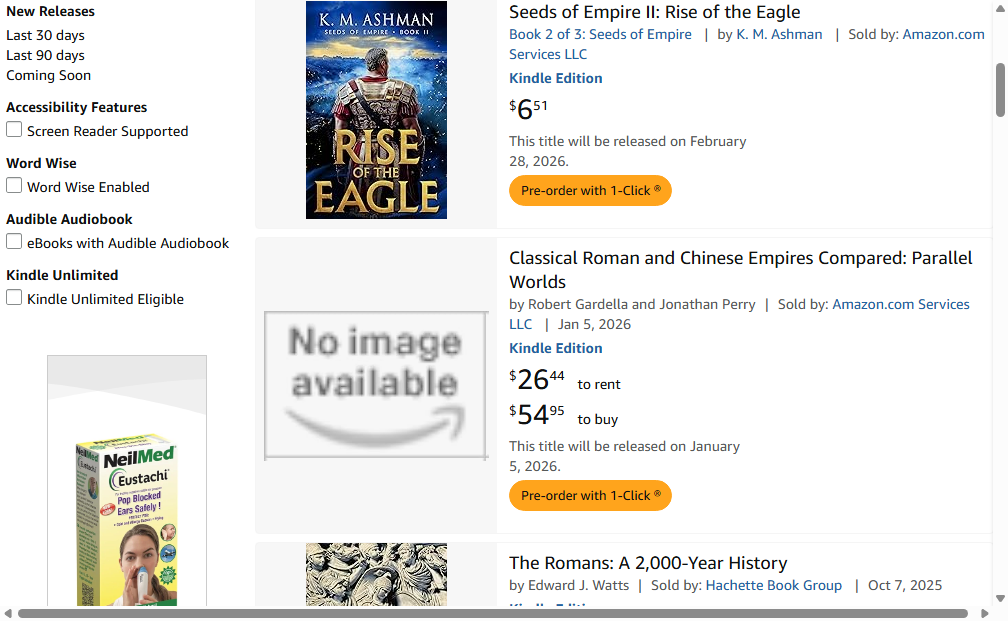 New Releases
Last 30 days
Last 90 days
Coming Soon
Accessibility Features
Screen Reader Supported
Word Wise
Word Wise Enabled
Audible Audiobook
eBooks with Audible Audiobook
Kindle Unlimited
Kindle Unlimited Eligible
NeilMed
Eustachi
Pop Blocked
Ears Safely !
K. M. ASHMAN
SEEDS OF EMPIRE • BOOK II
RISE
OF THE
EAGLE
Seeds of Empire II: Rise of the Eagle
Book 2 of 3: Seeds of Empire | by K. M. Ashman | Sold by: Amazon.com
Services LLC
Kindle Edition
$6 51
This title will be released on February
28, 2026.
Pre-order with 1-Click ®
No image
available
Classical Roman and Chinese Empires Compared: Parallel
Worlds
by Robert Gardella and Jonathan Perry | Sold by: Amazon.com Services
LLC | Jan 5, 2026
Kindle Edition
$26 44 to rent
$54 95 to buy
This title will be released on January
5, 2026.
Pre-order with 1-Click ®
The Romans: A 2,000-Year History
by Edward J. Watts | Sold by: Hachette Book Group | Oct 7, 2025